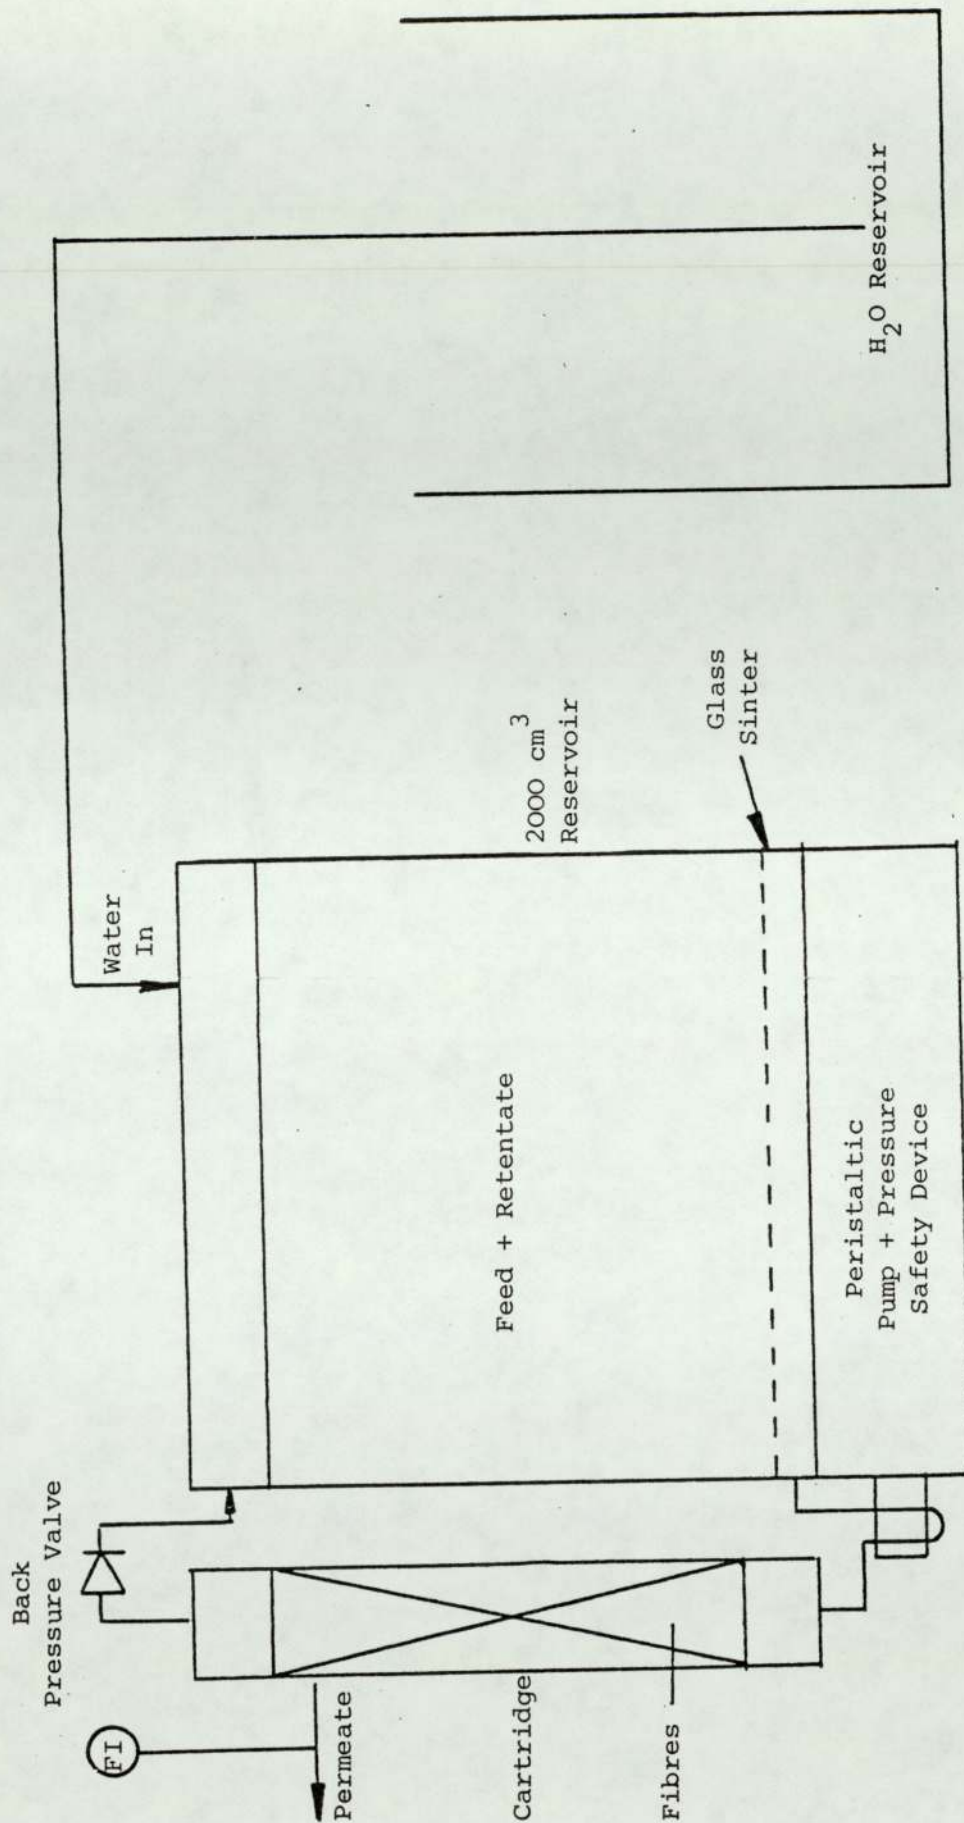 Back
Pressure Valve
FI
Permeate
Cartridge
Fibres
Water
In
Feed + Retentate
2000 cm³
Reservoir
Glass
Sinter
Peristaltic
Pump + Pressure
Safety Device
H₂O Reservoir